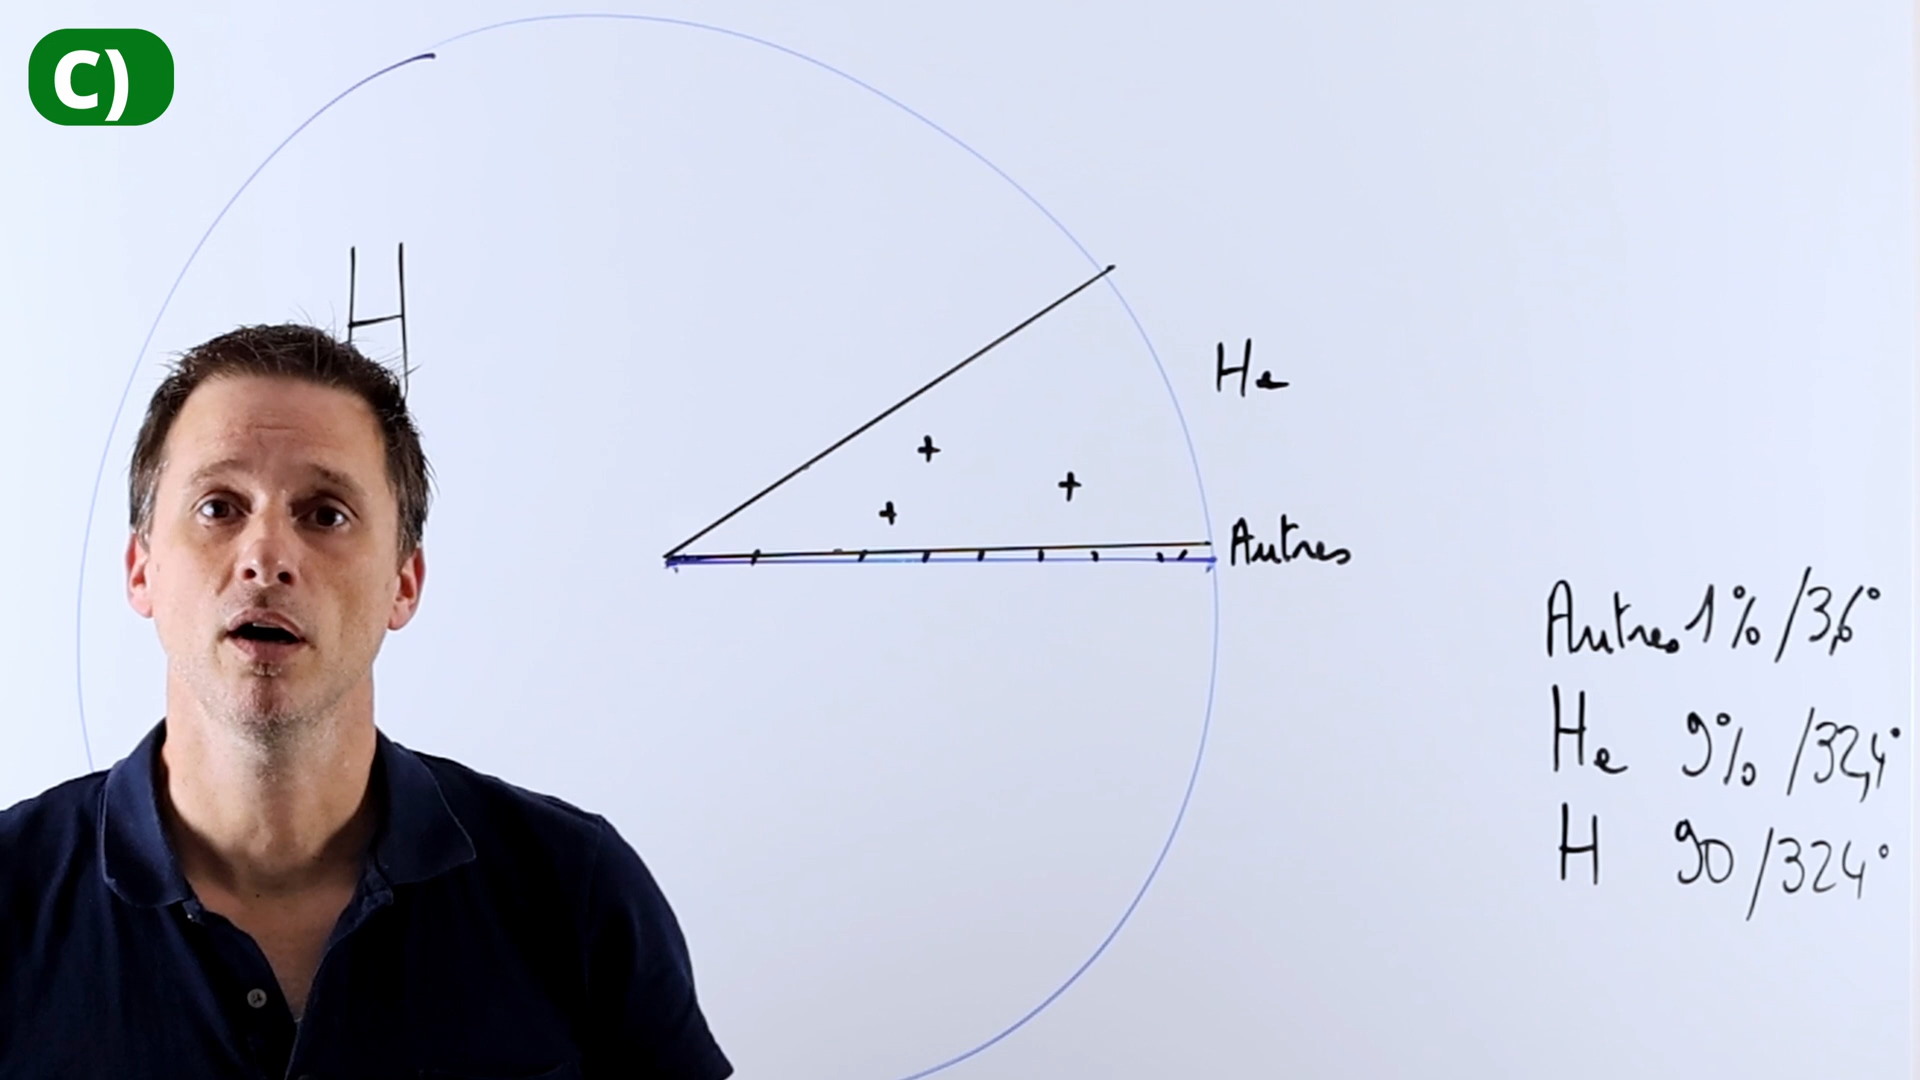 C)
H
He
Autres
Autres 1% /3,6°
He 9% /32,4°
H 90 /324°